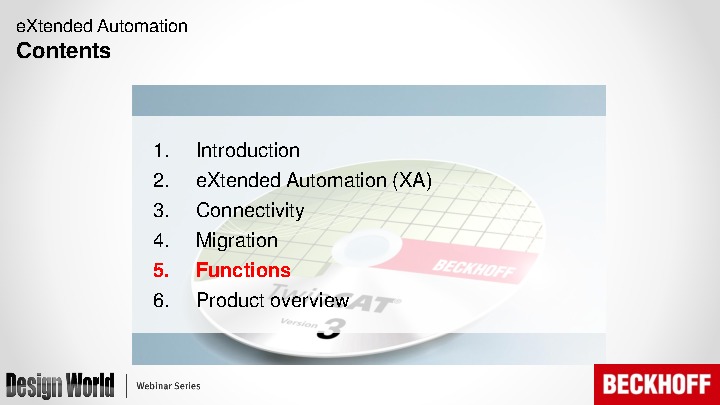 eXtended Automation
Contents
1. Introduction
2. eXtended Automation (XA)
3. Connectivity
4. Migration
5. Functions
6. Product overview
BECKHOFF
TwinCAT®
Version 3
Design World
Webinar Series
BECKHOFF